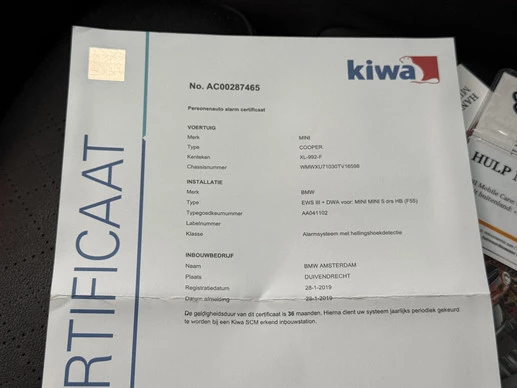 kiwa
No. AC00287465
Personenauto alarm certificaat
VOERTUIG
Merk MINI
Type COOPER
Kenteken XL-992-F
Chassisnummer
INSTALLATIE
Merk BMW
Type EWS III + DWA voor: MINI MINI 5 drs HB (F55)
Typegoedkeurnummer AA041102
Labelnummer
Klasse Alarmsysteem met hellingshoekdetectie
INBOUWBEDRIJF
Naam BMW AMSTERDAM
Plaats DUIVENDRECHT
Registratiedatum 28-1-2019
Datum afmelding 28-1-2019
De geldigheidsduur van dit certificaat is 36 maanden. Hierna dient uw systeem jaarlijks periodiek gekeurd
te worden bij een Kiwa SCM erkend inbouwstation.
RTIFICAAT
HULP
Mobile Care: